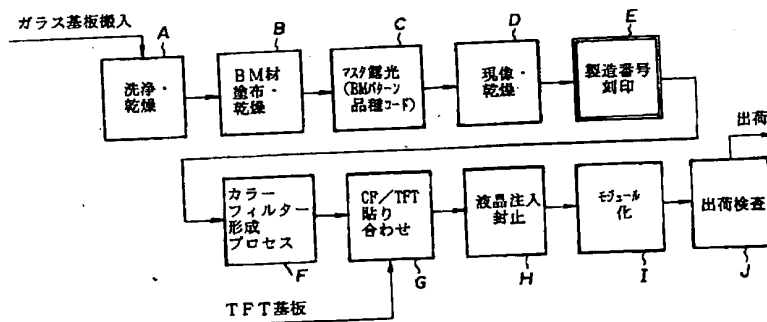 ガラス基板搬入
A
洗浄・
乾燥
B
BM材
塗布・
乾燥
C
マスク露光
(BMパターン
品種コード)
D
現像・
乾燥
E
製造番号
刻印
F
カラー
フィルター
形成
プロセス
G
CF/TFT
貼り
合わせ
TFT基板
H
液晶注入
封止
I
モジュール
化
J
出荷検査
出荷